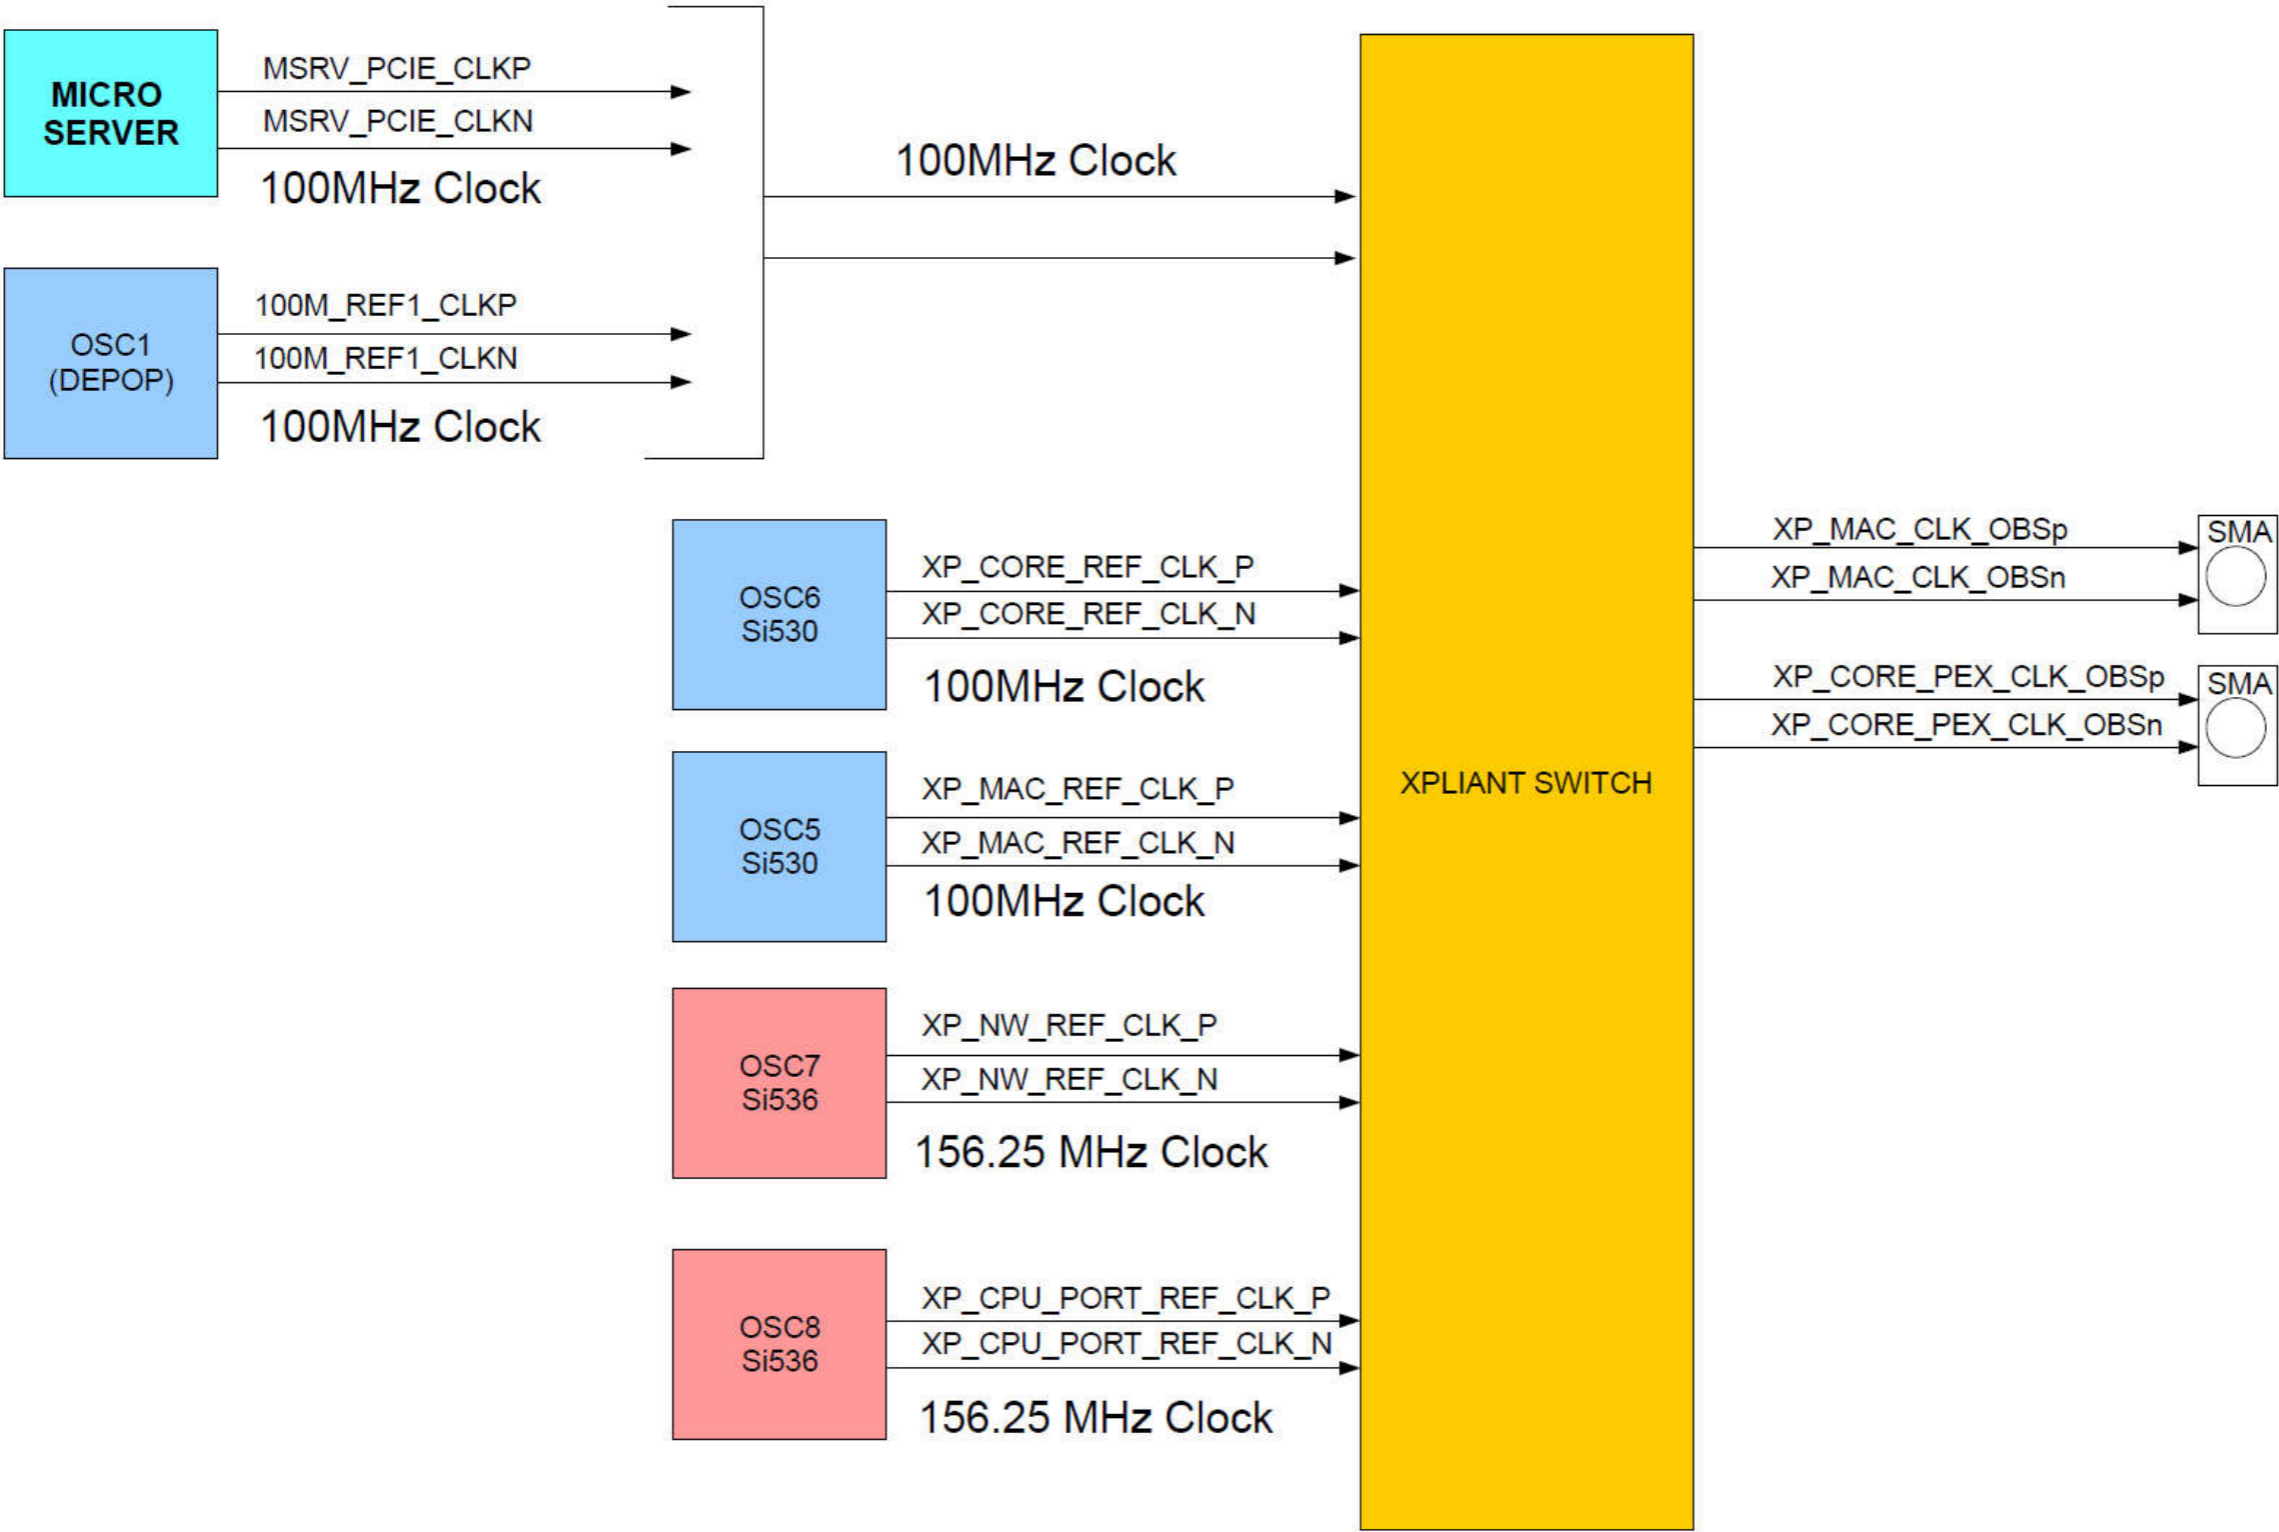 MICRO
SERVER
MSRV_PCIE_CLKP
MSRV_PCIE_CLKN
100MHz Clock
100MHz Clock
OSC1
(DEPOP)
100M_REF1_CLKP
100M_REF1_CLKN
100MHz Clock
OSC6
Si530
XP_CORE_REF_CLK_P
XP_CORE_REF_CLK_N
100MHz Clock
OSC5
Si530
XP_MAC_REF_CLK_P
XP_MAC_REF_CLK_N
100MHz Clock
OSC7
Si536
XP_NW_REF_CLK_P
XP_NW_REF_CLK_N
156.25 MHz Clock
OSC8
Si536
XP_CPU_PORT_REF_CLK_P
XP_CPU_PORT_REF_CLK_N
156.25 MHz Clock
XPLIANT SWITCH
XP_MAC_CLK_OBSp
XP_MAC_CLK_OBSn
SMA
XP_CORE_PEX_CLK_OBSp
XP_CORE_PEX_CLK_OBSn
SMA